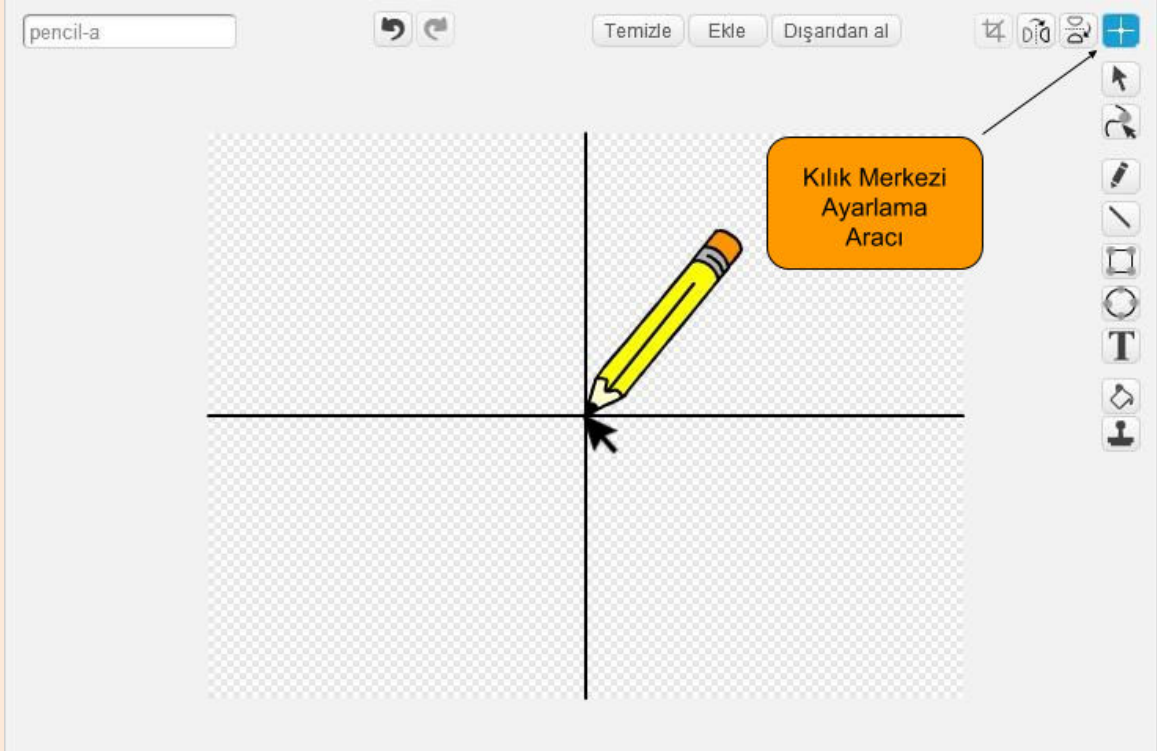 pencil-a
Temizle
Ekle
Dışarıdan al
Kılık Merkezi
Ayarlama
Aracı
T